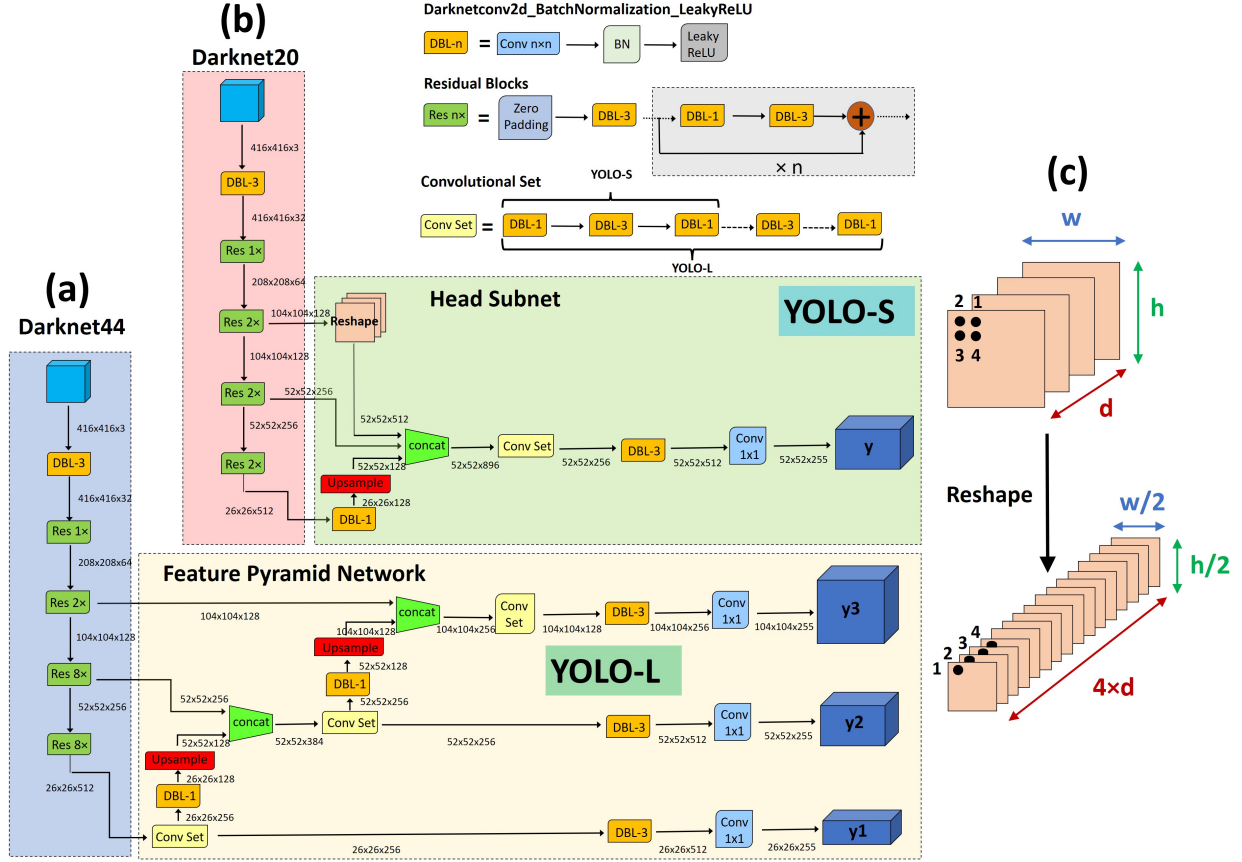 (b)
Darknet20
416x416x3
DBL-3
416x416x32
Res 1×
208x208x64
Res 2×
104x104x128
104x104x128
Res 2×
52x52x256
52x52x256
Res 2×
26x26x512
Darknetconv2d_BatchNormalization_LeakyReLU
DBL-n = Conv n×n BN Leaky
ReLU
Residual Blocks
Res n× = Zero
Padding DBL-3 DBL-1 DBL-3 +
× n
Convolutional Set
YOLO-S
Conv Set = DBL-1 DBL-3 DBL-1 DBL-3 DBL-1
YOLO-L
Head Subnet
YOLO-S
Reshape
52x52x512
52x52x128
concat
52x52x896
Conv Set
52x52x256
DBL-3
52x52x512
Conv
1x1
52x52x255
y
Upsample
26x26x128
DBL-1
(a)
Darknet44
416x416x3
DBL-3
416x416x32
Res 1×
208x208x64
Res 2×
104x104x128
Res 8×
52x52x256
Res 8×
26x26x512
Feature Pyramid Network
YOLO-L
104x104x128
concat
104x104x128
104x104x256
Conv
Set
104x104x128
DBL-3
104x104x256
Conv
1x1
104x104x255
y3
Upsample
52x52x128
DBL-1
52x52x256
52x52x256
concat
52x52x128
52x52x384
Conv Set
52x52x256
DBL-3
52x52x512
Conv
1x1
52x52x255
y2
Upsample
26x26x128
DBL-1
26x26x256
Conv Set
26x26x256
DBL-3
26x26x512
Conv
1x1
26x26x255
y1
(c)
w
h
2 1
3 4
d
Reshape
w/2
h/2
1 2 3 4
4×d